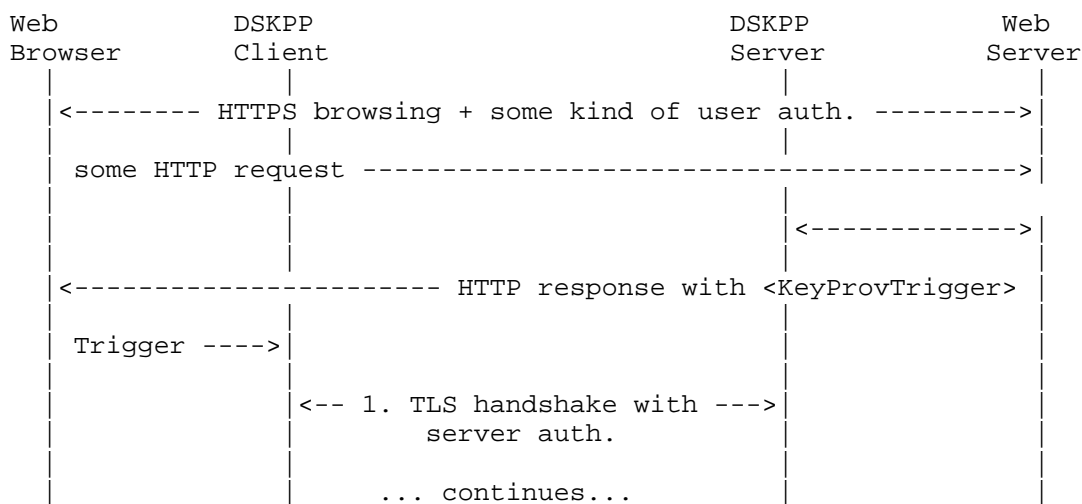 Web DSKPP DSKPP Web
Browser Client Server Server
<-------- HTTPS browsing + some kind of user auth. --------->
some HTTP request ----------------------------------------->
<------------->
<----------------------- HTTP response with <KeyProvTrigger>
Trigger ---->
<-- 1. TLS handshake with --->
server auth.
... continues...